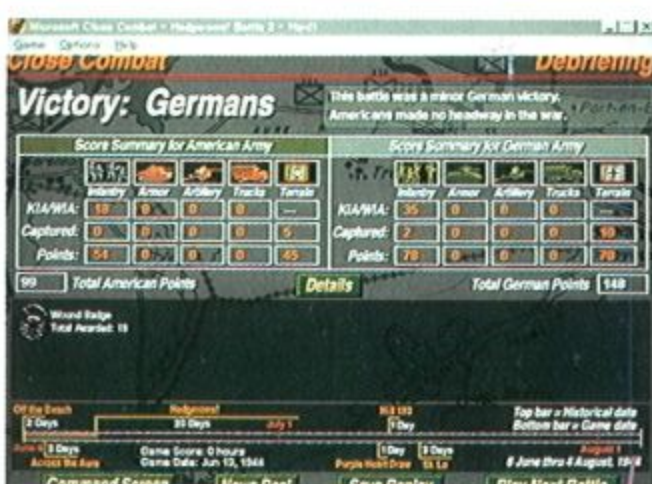 Microsoft Close Combat - Hedgerows! Battle 2 -
Game Options Help
Close Combat
Debriefing
Victory: Germans
This battle was a minor German victory.
Americans made no headway in the war.
Score Summary for American Army
Infantry Armor Artillery Trucks Terrain
KIA/WIA: 18 0 0 0 ---
Captured: 0 0 0 0 5
Points: 54 0 0 0 45
Score Summary for German Army
Infantry Armor Artillery Trucks Terrain
KIA/WIA: 35 0 0 0 ---
Captured: 2 0 0 0 10
Points: 78 0 0 0 70
99 Total American Points
Details
Total German Points 148
Wound Badge
Total Awarded:
Off the Beach
Hedgerows!
Hill 192
Top bar = Historical date
2 Days
20 Days
July 1
1 Day
Bottom bar = Game date
June 6
3 Days
Game Score: 0 hours
1 Day
3 Days
August 1
Across the Aure
Game Date: Jun 13, 1944
Purple Heart Draw
St. Lo
6 June thru 4 August, 1944
Command Screen
News Reel
Save Replay
Play Next Battle